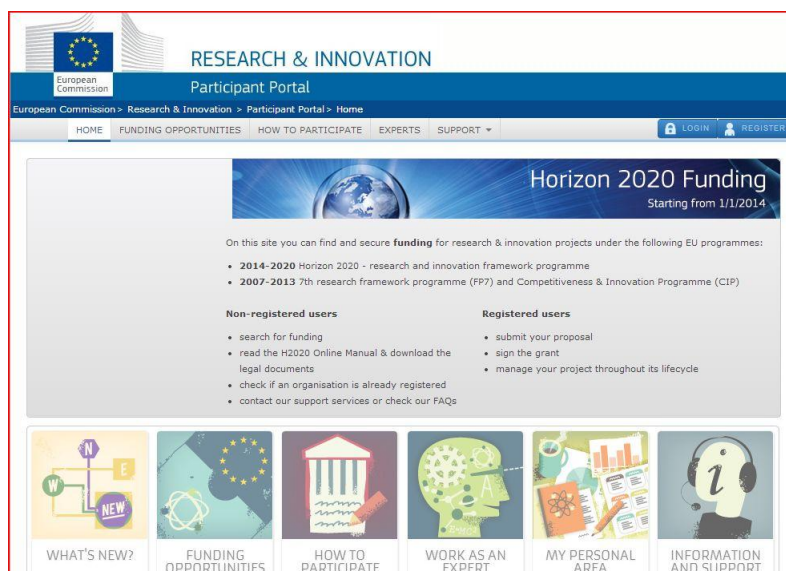 European
Commission
RESEARCH & INNOVATION
Participant Portal
European Commission > Research & Innovation > Participant Portal > Home
HOME FUNDING OPPORTUNITIES HOW TO PARTICIPATE EXPERTS SUPPORT LOGIN REGISTER
Horizon 2020 Funding
Starting from 1/1/2014
On this site you can find and secure funding for research & innovation projects under the following EU programmes:
• 2014-2020 Horizon 2020 - research and innovation framework programme
• 2007-2013 7th research framework programme (FP7) and Competitiveness & Innovation Programme (CIP)
Non-registered users
• search for funding
• read the H2020 Online Manual & download the
legal documents
• check if an organisation is already registered
• contact our support services or check our FAQs
Registered users
• submit your proposal
• sign the grant
• manage your project throughout its lifecycle
N
E
W
NEW
A
i
WHAT'S NEW?
FUNDING
OPPORTUNITIES
HOW TO
PARTICIPATE
WORK AS AN
EXPERT
MY PERSONAL
AREA
INFORMATION
AND SUPPORT